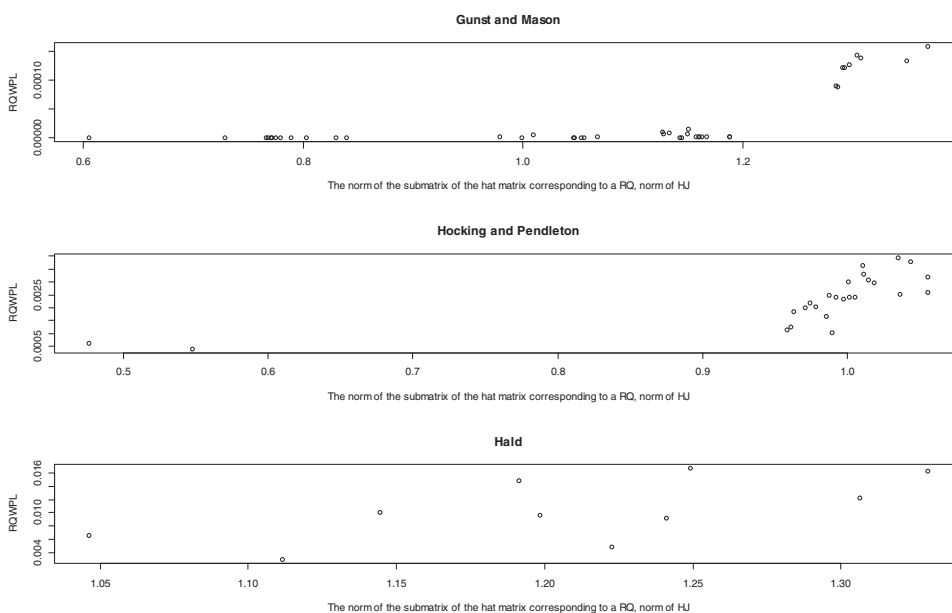 Gunst and Mason
RQWPL
0.00010
0.00000
0.6 0.8 1.0 1.2
The norm of the submatrix of the hat matrix corresponding to a RQ, norm of HJ
Hocking and Pendleton
RQWPL
0.0025
0.0005
0.5 0.6 0.7 0.8 0.9 1.0
The norm of the submatrix of the hat matrix corresponding to a RQ, norm of HJ
Hald
RQWPL
0.016
0.010
0.004
1.05 1.10 1.15 1.20 1.25 1.30
The norm of the submatrix of the hat matrix corresponding to a RQ, norm of HJ